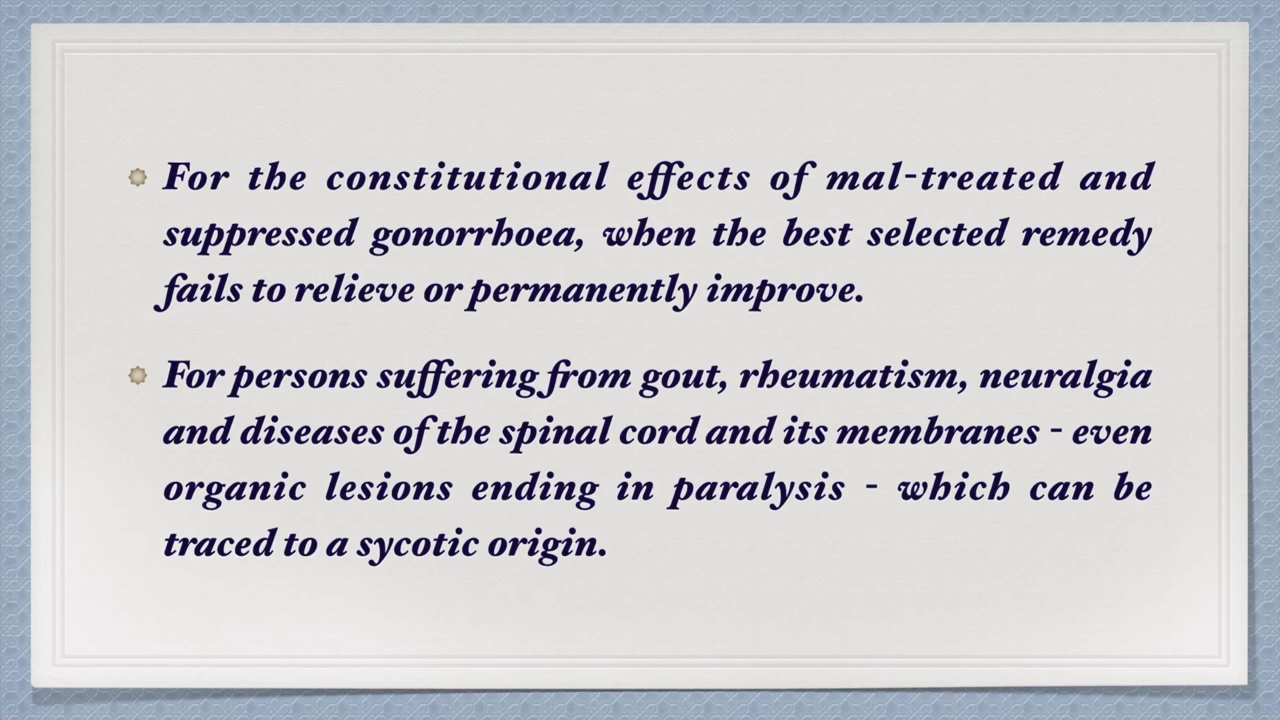 For the constitutional effects of mal-treated and
suppressed gonorrhoea, when the best selected remedy
fails to relieve or permanently improve.
For persons suffering from gout, rheumatism, neuralgia
and diseases of the spinal cord and its membranes - even
organic lesions ending in paralysis - which can be
traced to a sycotic origin.